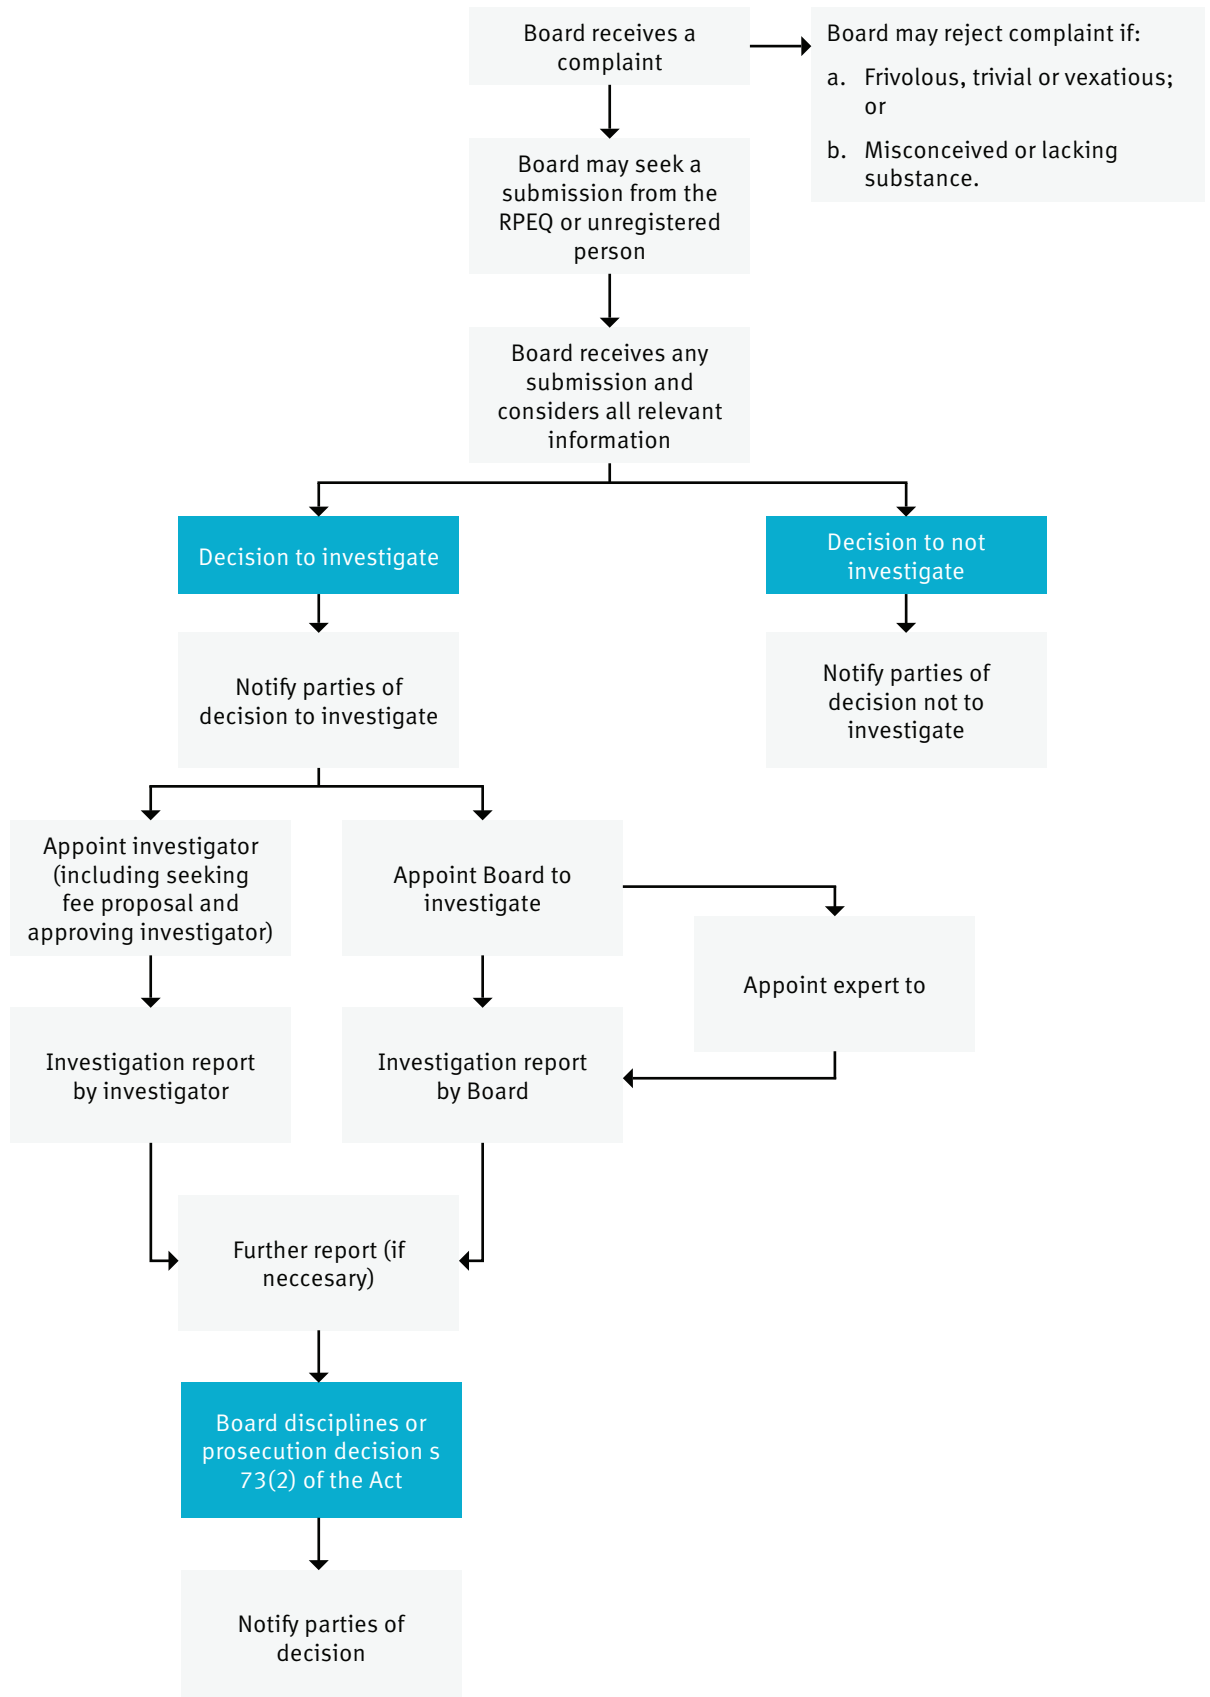 Board receives a
complaint
Board may reject complaint if:
a. Frivolous, trivial or vexatious;
or
b. Misconceived or lacking
substance.
Board may seek a
submission from the
RPEQ or unregistered
person
Board receives any
submission and
considers all relevant
information
Decision to investigate
Decision to not
investigate
Notify parties of
decision to investigate
Notify parties of
decision not to
investigate
Appoint investigator
(including seeking
fee proposal and
approving investigator)
Appoint Board to
investigate
Appoint expert to
Investigation report
by investigator
Investigation report
by Board
Further report (if
neccesary)
Board disciplines or
prosecution decision s
73(2) of the Act
Notify parties of
decision